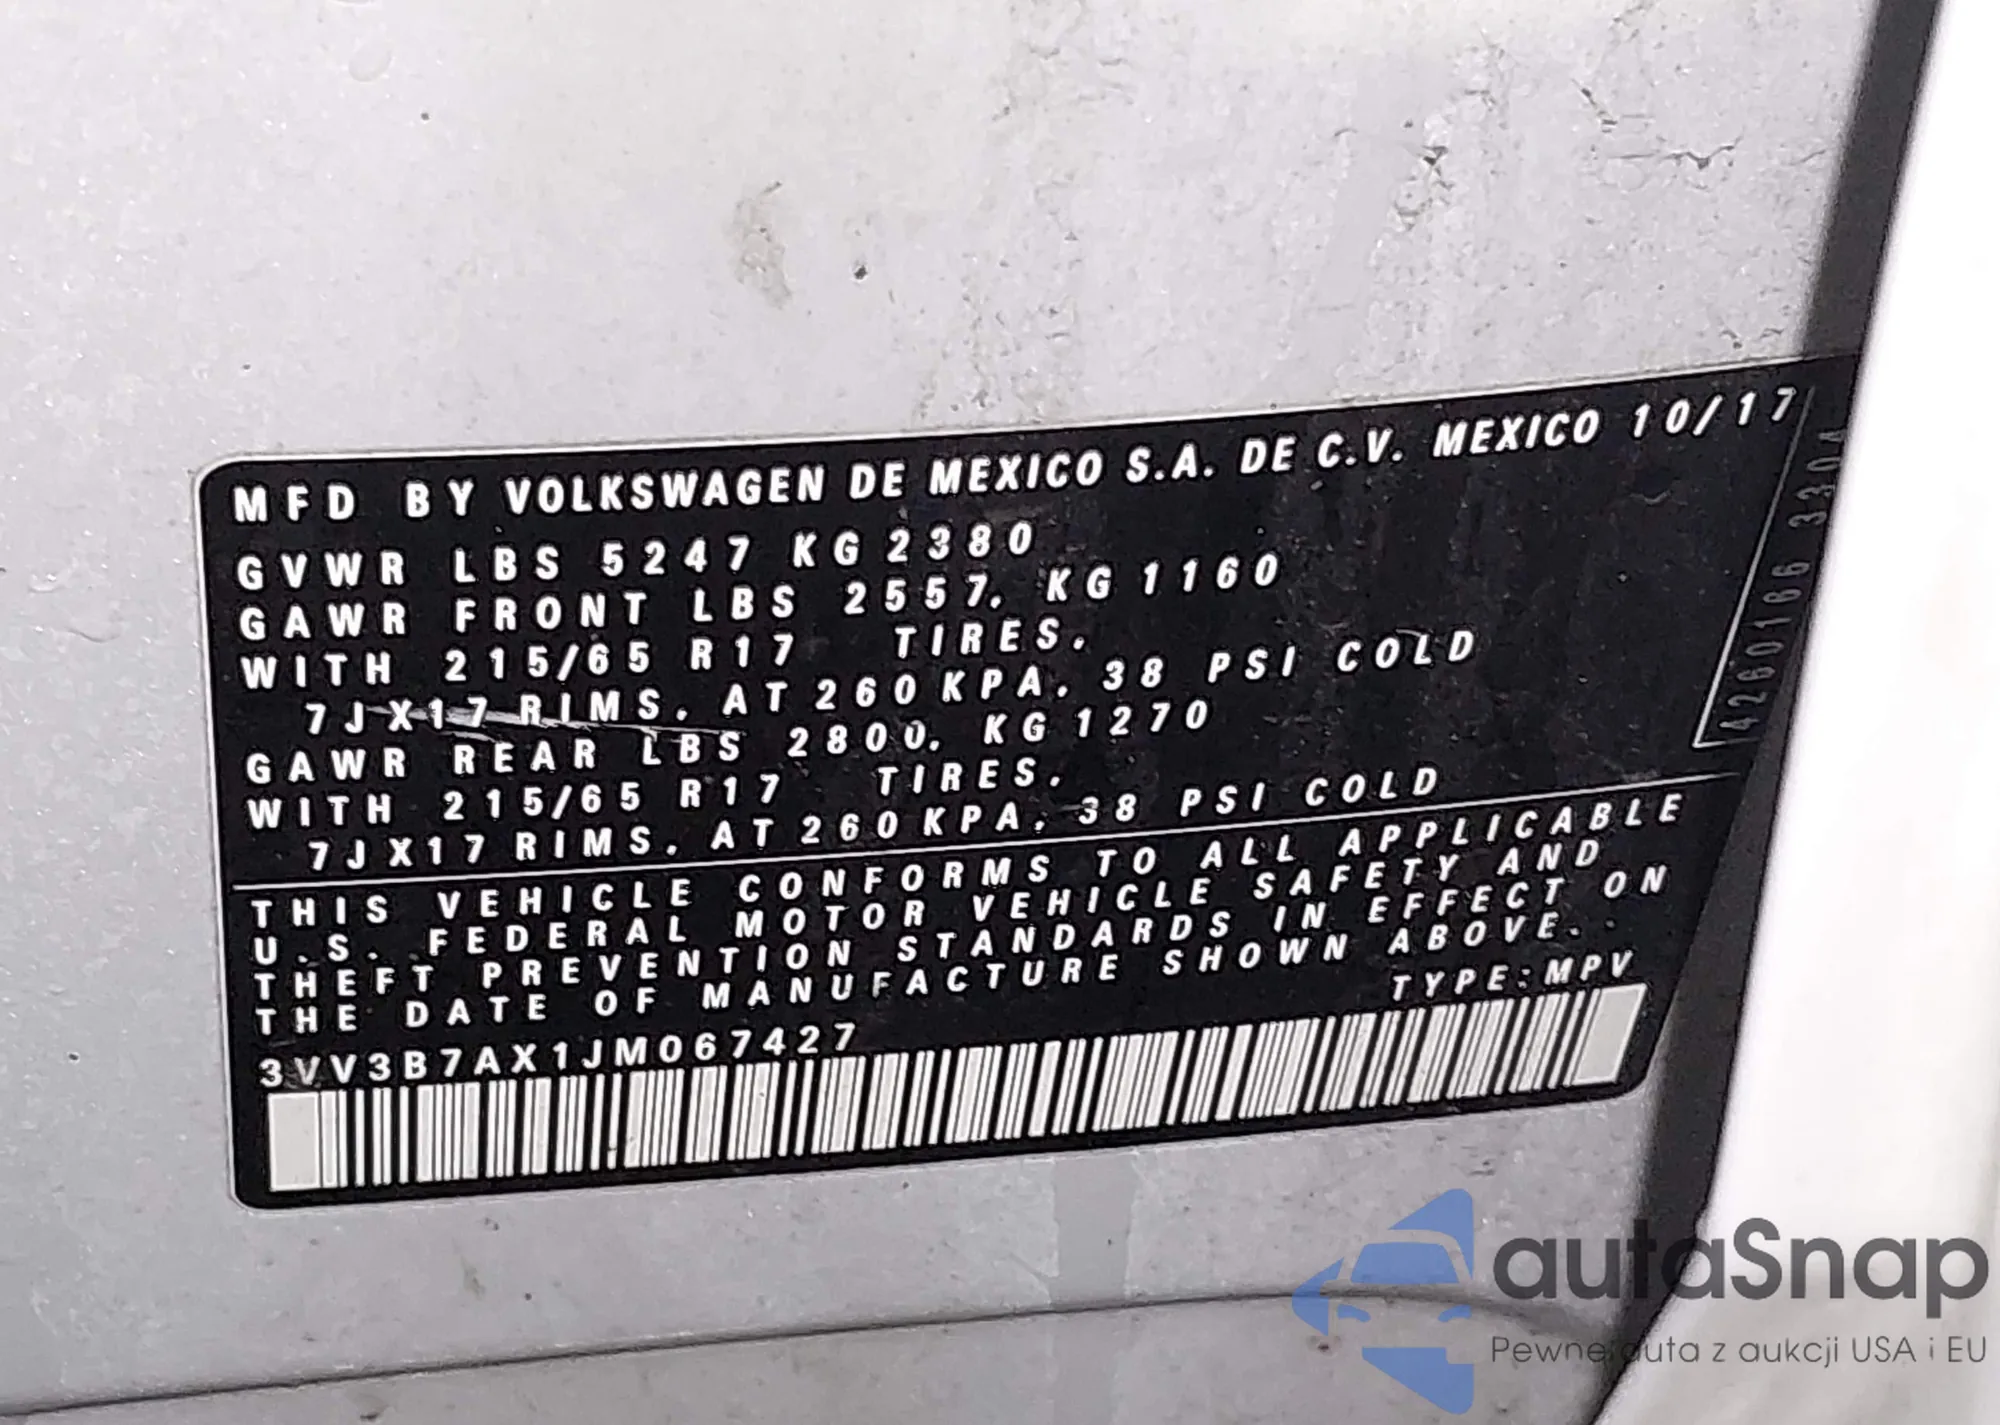 MFD BY VOLKSWAGEN DE MEXICO S.A. DE C.V. MEXICO 10/17
GVWR LBS 5247 KG 2380
GAWR FRONT LBS 2557. KG 1160
WITH 215/65 R17 TIRES.
7JX17 RIMS. AT 260 KPA. 38 PSI COLD
GAWR REAR LBS 2800. KG 1270
WITH 215/65 R17 TIRES.
7JX17 RIMS. AT 260 KPA. 38 PSI COLD
THIS VEHICLE CONFORMS TO ALL APPLICABLE
U.S. FEDERAL MOTOR VEHICLE SAFETY AND
THEFT PREVENTION STANDARDS IN EFFECT ON
THE DATE OF MANUFACTURE SHOWN ABOVE.
TYPE:MPV
3VV3B7AX1JM067427
4260166 3304
autaSnap
Pewne auta z aukcji USA i EU